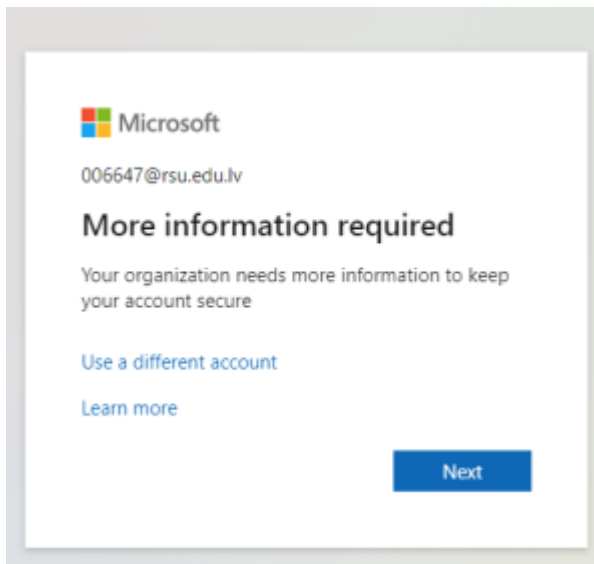 Microsoft
006647@rsu.edu.lv
More information required
Your organization needs more information to keep
your account secure
Use a different account
Learn more
Next